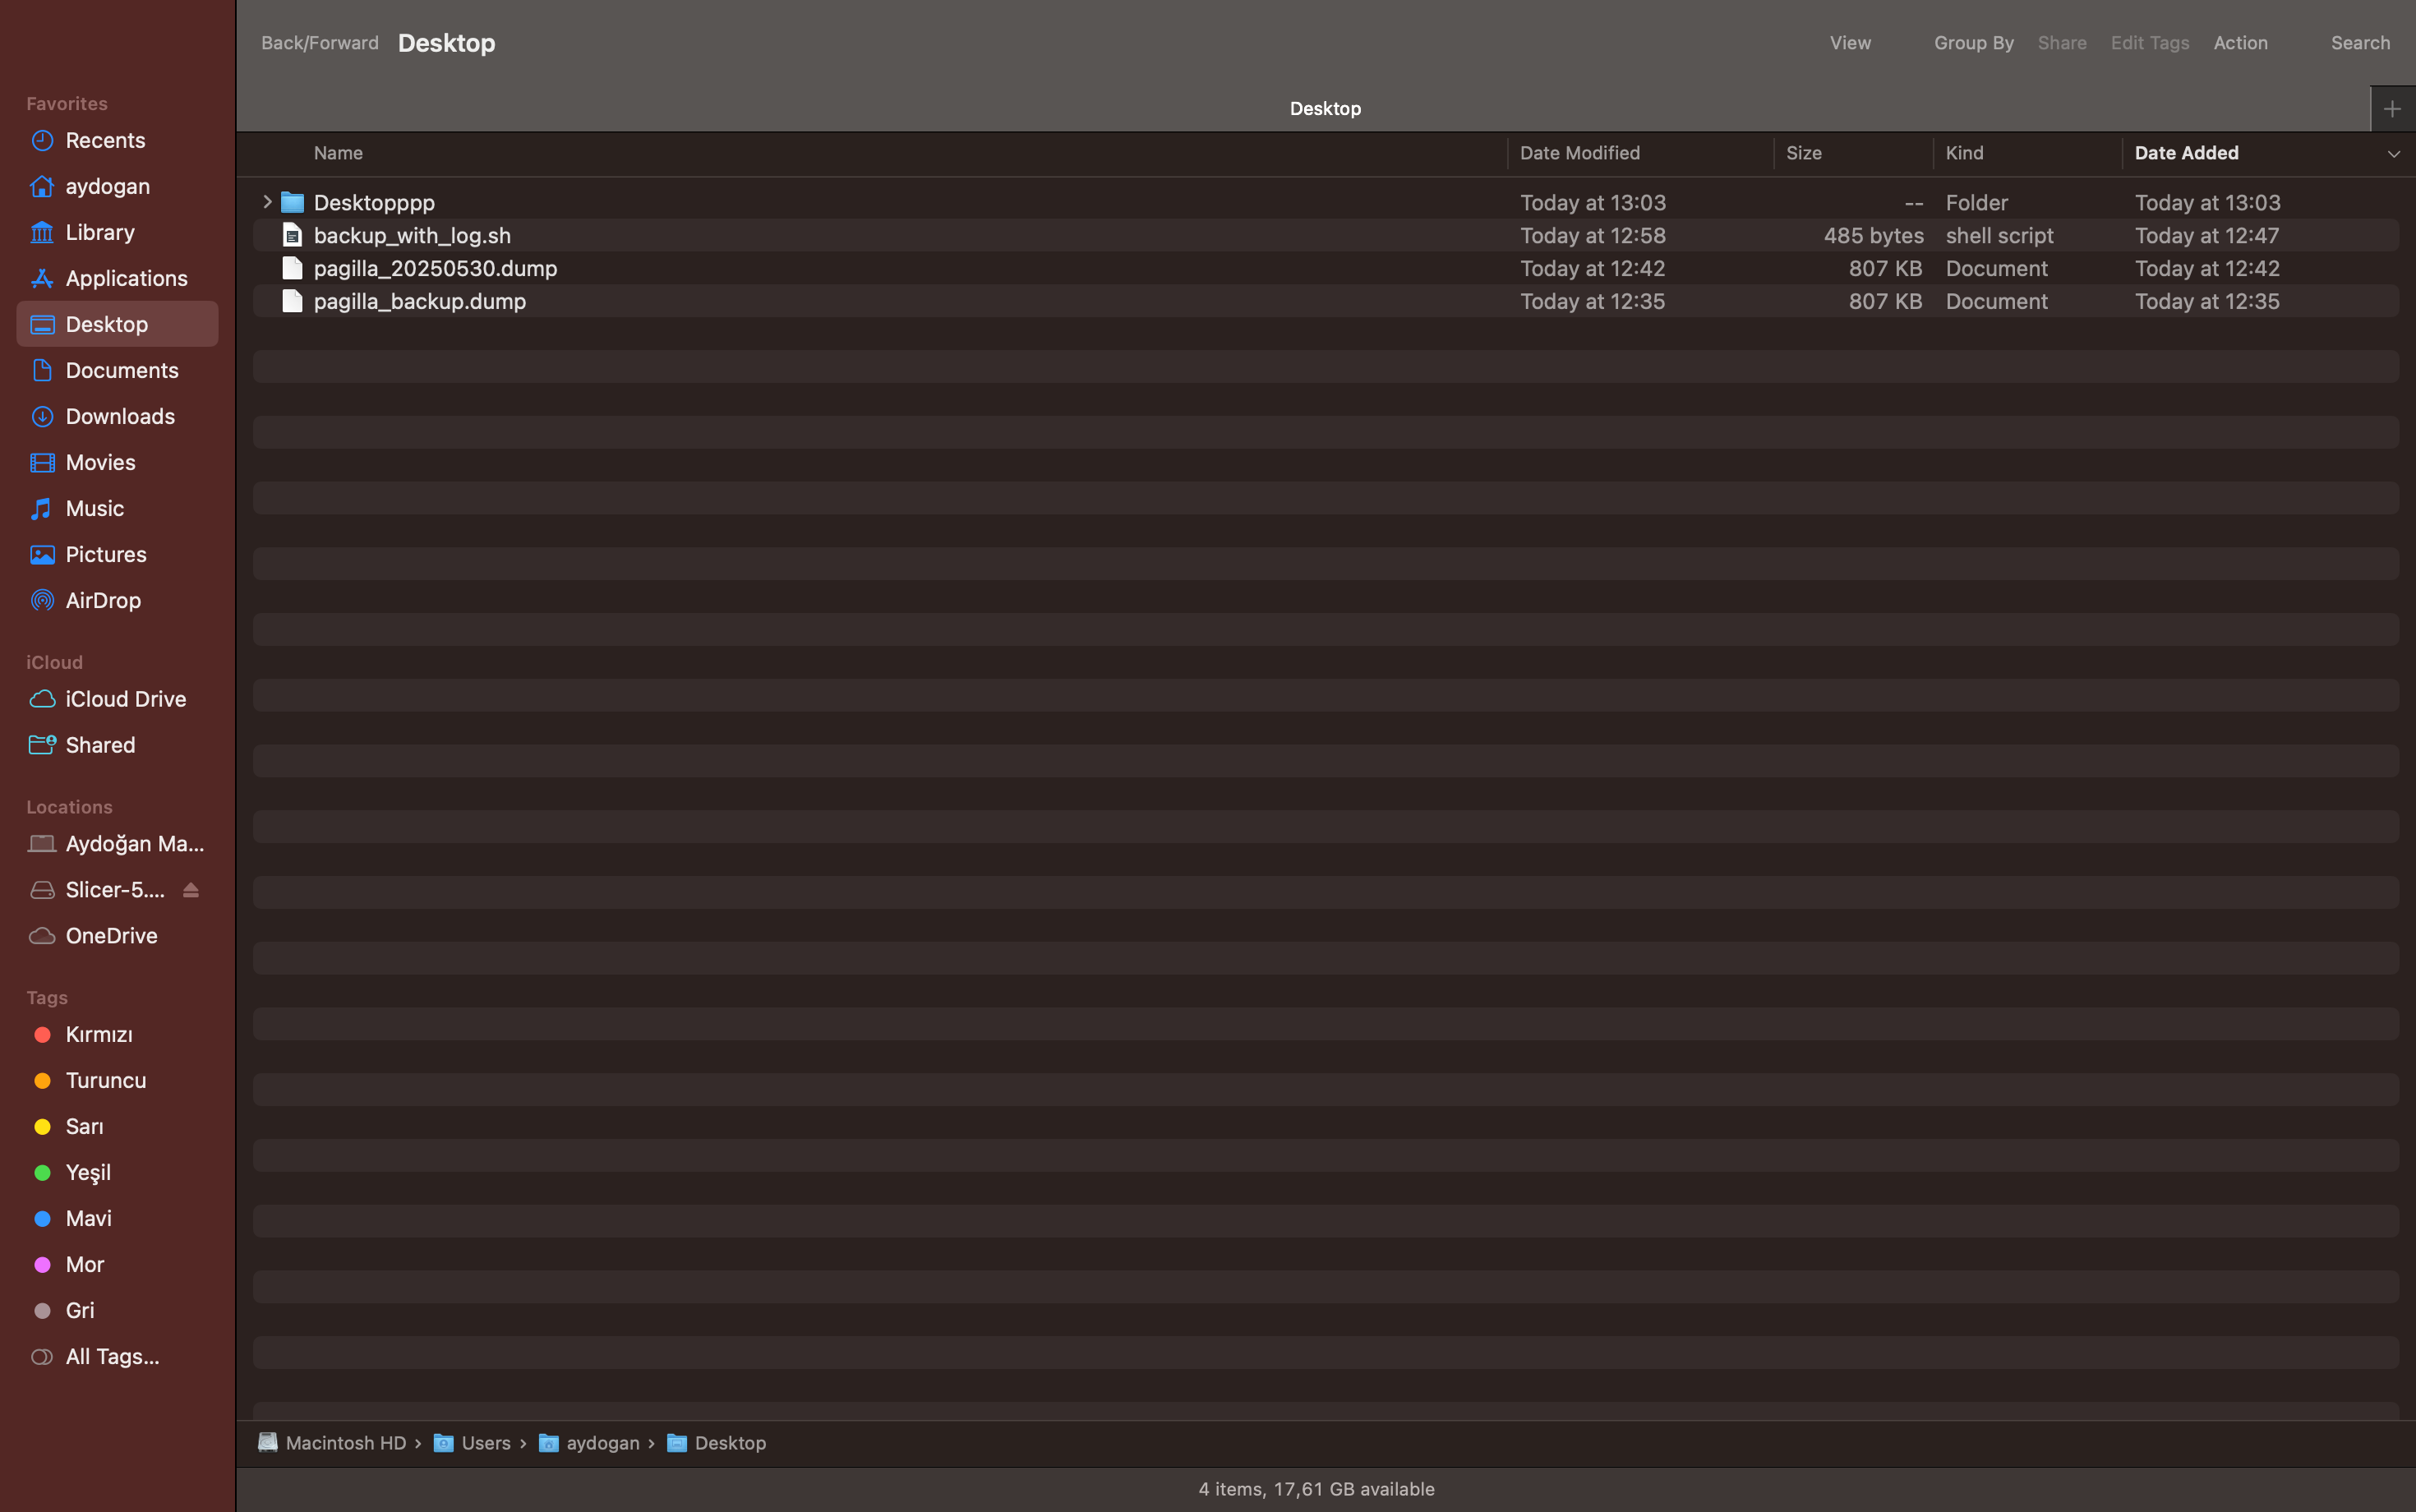 Back/Forward Desktop View Group By Share Edit Tags Action Search
Desktop
Favorites
Recents
aydogan
Library
Applications
Desktop
Documents
Downloads
Movies
Music
Pictures
AirDrop
iCloud
iCloud Drive
Shared
Locations
Aydoğan Ma...
Slicer-5....
OneDrive
Tags
Kırmızı
Turuncu
Sarı
Yeşil
Mavi
Mor
Gri
All Tags...
Name Date Modified Size Kind Date Added
Desktopppp Today at 13:03 -- Folder Today at 13:03
backup_with_log.sh Today at 12:58 485 bytes shell script Today at 12:47
pagilla_20250530.dump Today at 12:42 807 KB Document Today at 12:42
pagilla_backup.dump Today at 12:35 807 KB Document Today at 12:35
Macintosh HD › Users › aydogan › Desktop
4 items, 17,61 GB available